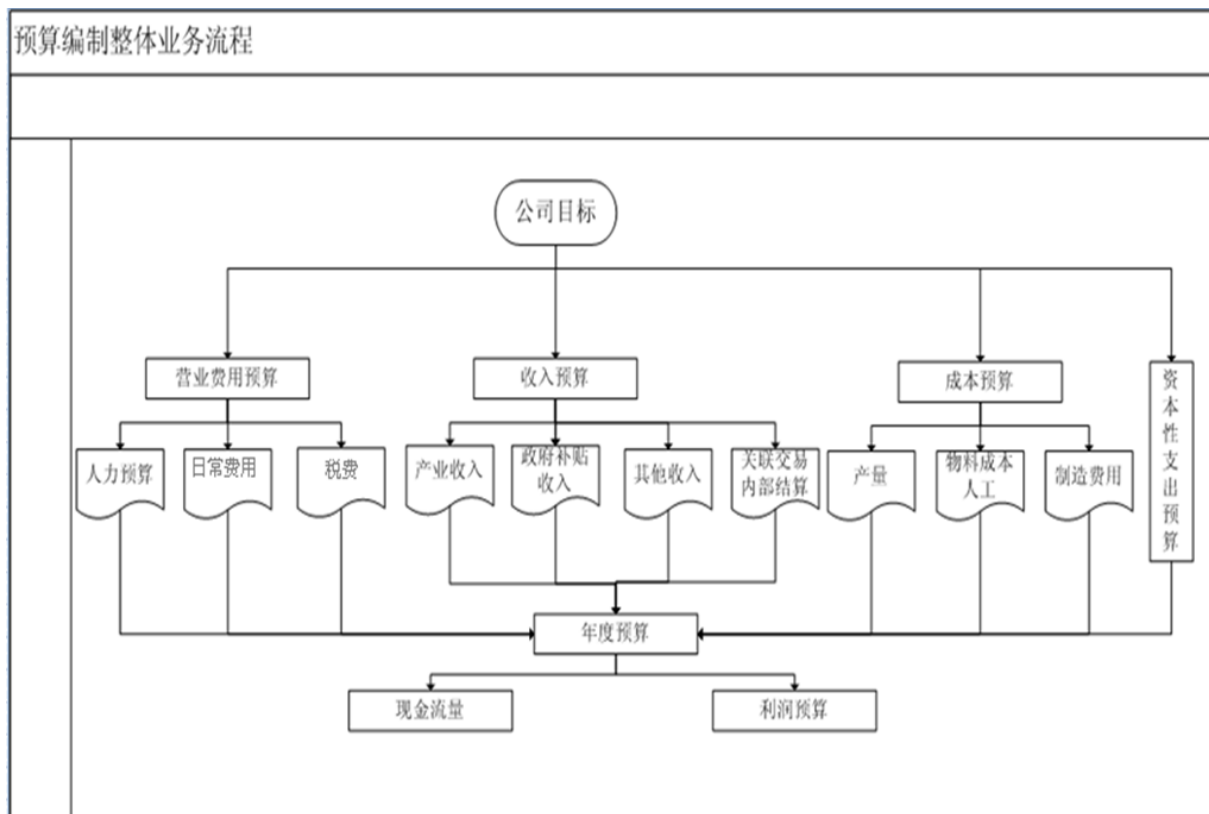 预算编制整体业务流程
公司目标
营业费用预算
收入预算
成本预算
资
本
性
支
出
预
算
人力预算
日常费用
税费
产业收入
政府补贴
收入
其他收入
关联交易
内部结算
产量
物料成本
人工
制造费用
年度预算
现金流量
利润预算